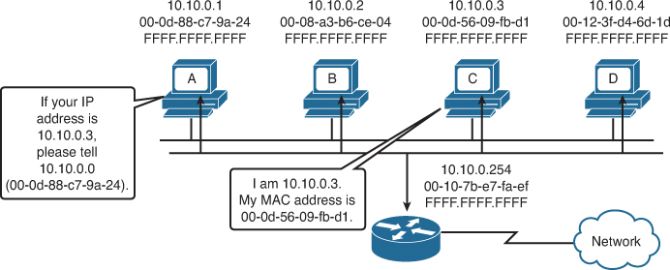 10.10.0.1
00-0d-88-c7-9a-24
FFFF.FFFF.FFFF
10.10.0.2
00-08-a3-b6-ce-04
FFFF.FFFF.FFFF
10.10.0.3
00-0d-56-09-fb-d1
FFFF.FFFF.FFFF
10.10.0.4
00-12-3f-d4-6d-1d
FFFF.FFFF.FFFF
A
B
C
D
If your IP
address is
10.10.0.3,
please tell
10.10.0.0
(00-0d-88-c7-9a-24).
I am 10.10.0.3.
My MAC address is
00-0d-56-09-fb-d1.
10.10.0.254
00-10-7b-e7-fa-ef
FFFF.FFFF.FFFF
Network